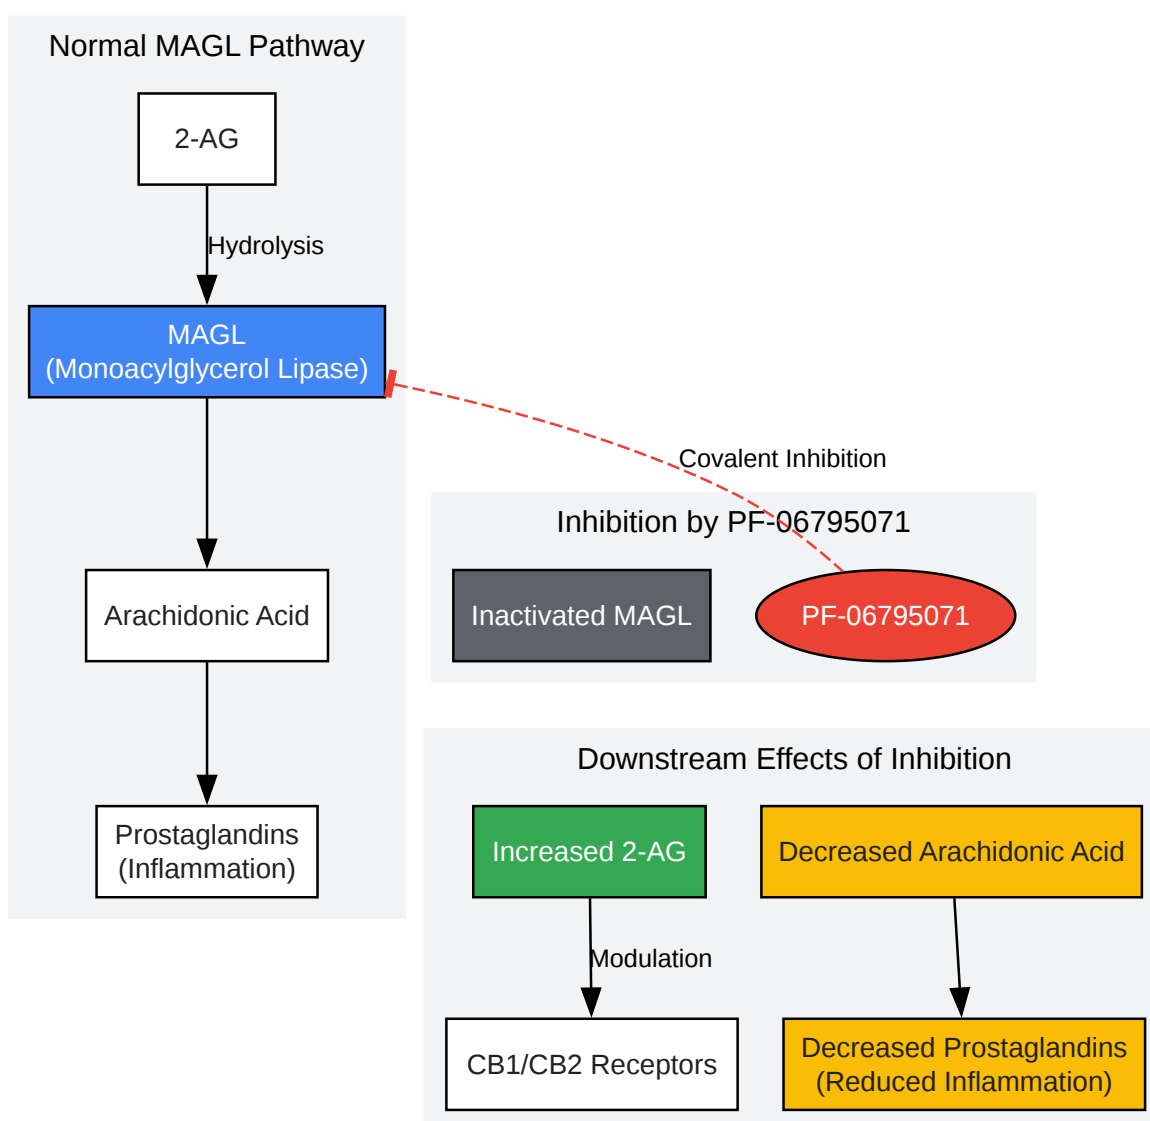 Normal MAGL Pathway
2-AG
Hydrolysis
MAGL
(Monoacylglycerol Lipase)
Arachidonic Acid
Prostaglandins
(Inflammation)
Covalent Inhibition
Inhibition by PF-06795071
Inactivated MAGL
PF-06795071
Downstream Effects of Inhibition
Increased 2-AG
Decreased Arachidonic Acid
Modulation
CB1/CB2 Receptors
Decreased Prostaglandins
(Reduced Inflammation)